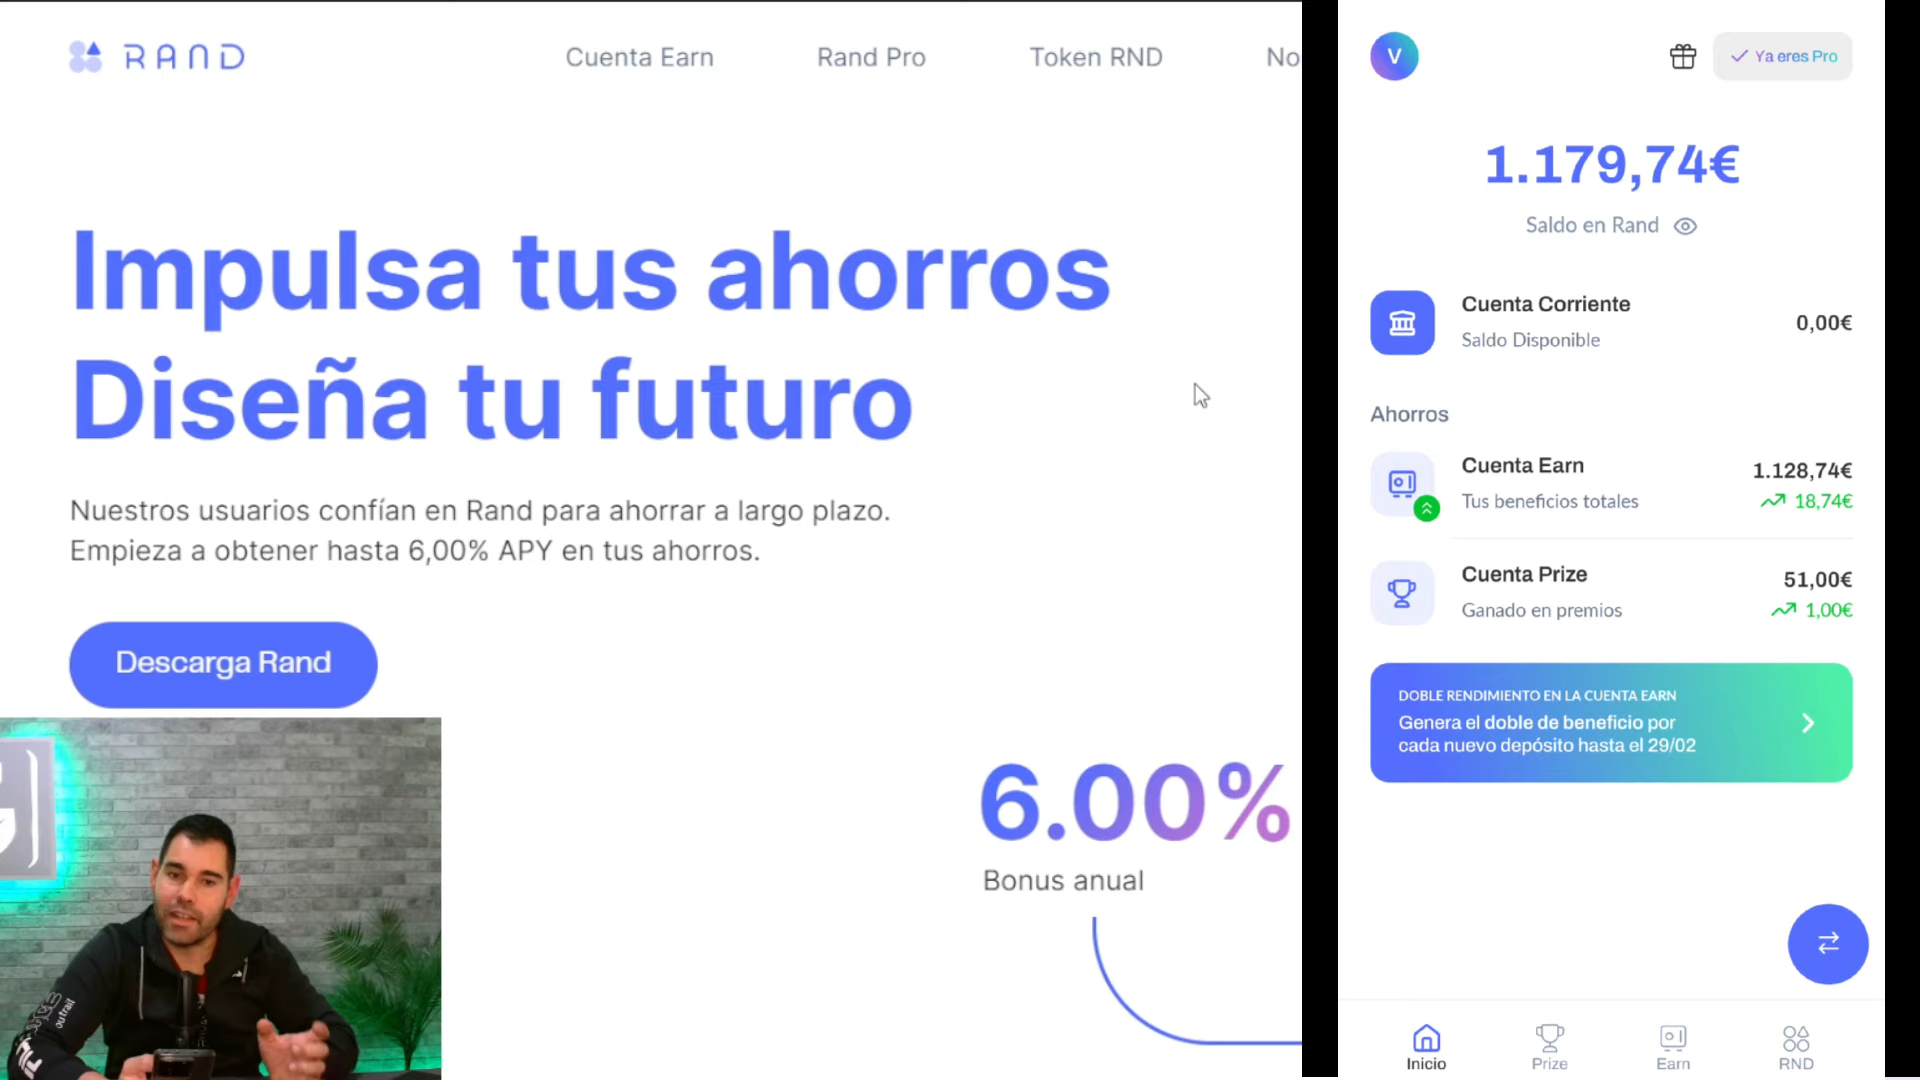 RAND
Cuenta Earn
Rand Pro
Token RND
No
Impulsa tus ahorros
Diseña tu futuro
Nuestros usuarios confían en Rand para ahorrar a largo plazo.
Empieza a obtener hasta 6,00% APY en tus ahorros.
Descarga Rand
6.00%
Bonus anual
V
Ya eres Pro
1.179,74€
Saldo en Rand
Cuenta Corriente
0,00€
Saldo Disponible
Ahorros
Cuenta Earn
1.128,74€
Tus beneficios totales
18,74€
Cuenta Prize
51,00€
Ganado en premios
1,00€
DOBLE RENDIMIENTO EN LA CUENTA EARN
Genera el doble de beneficio por
cada nuevo depósito hasta el 29/02
Inicio
Prize
Earn
RND